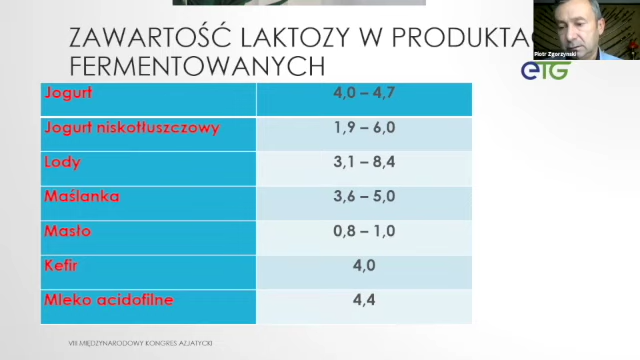 ZAWARTOŚĆ LAKTOZY W PRODUKTA
FERMENTOWANYCH
Piotr Zgorzynski
eTG
Jogurt 4,0 – 4,7
Jogurt niskotłuszczowy 1,9 – 6,0
Lody 3,1 – 8,4
Maślanka 3,6 – 5,0
Masło 0,8 – 1,0
Kefir 4,0
Mleko acidofilne 4,4
VIII MIĘDZYNARODOWY KONGRES AZJATYCKI